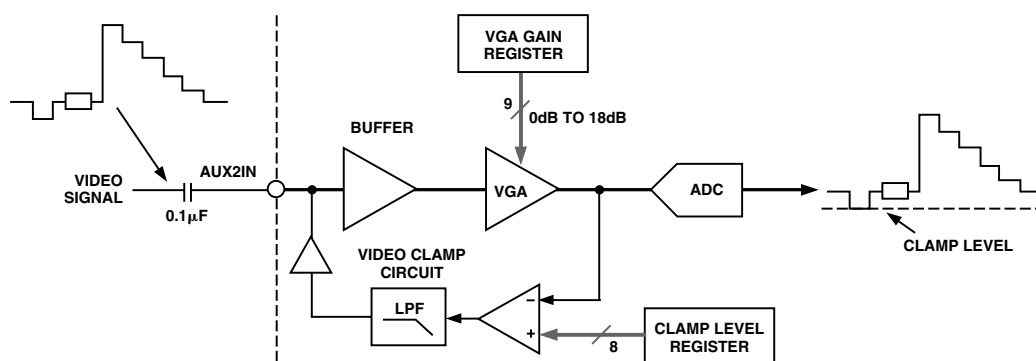 VGA GAIN
REGISTER
9
0dB TO 18dB
BUFFER
AUX2IN
VIDEO
SIGNAL
0.1μF
VGA
ADC
CLAMP LEVEL
VIDEO CLAMP
CIRCUIT
LPF
–
+
8
CLAMP LEVEL
REGISTER